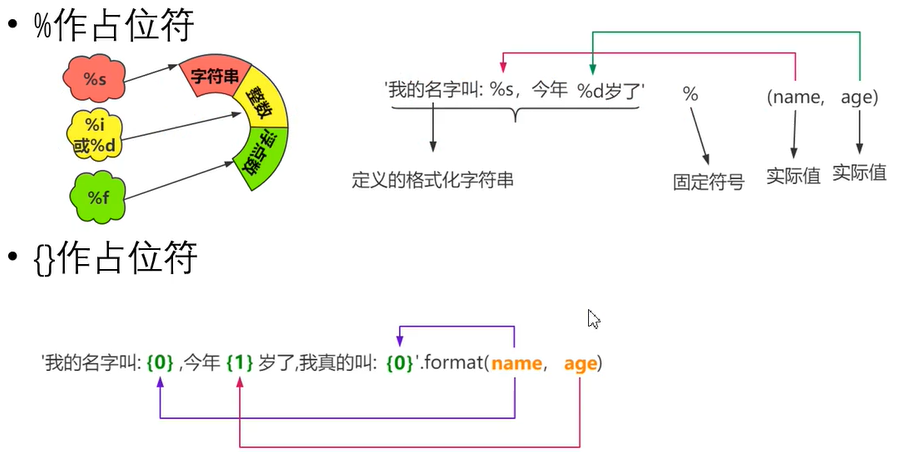 • %作占位符
%s
字符串
%i
或%d
整数
%f
浮点数
'我的名字叫: %s, 今年 %d岁了' % (name, age)
定义的格式化字符串
固定符号
实际值
实际值
• {}作占位符
'我的名字叫: {0} ,今年 {1} 岁了,我真的叫: {0}'.format(name, age)